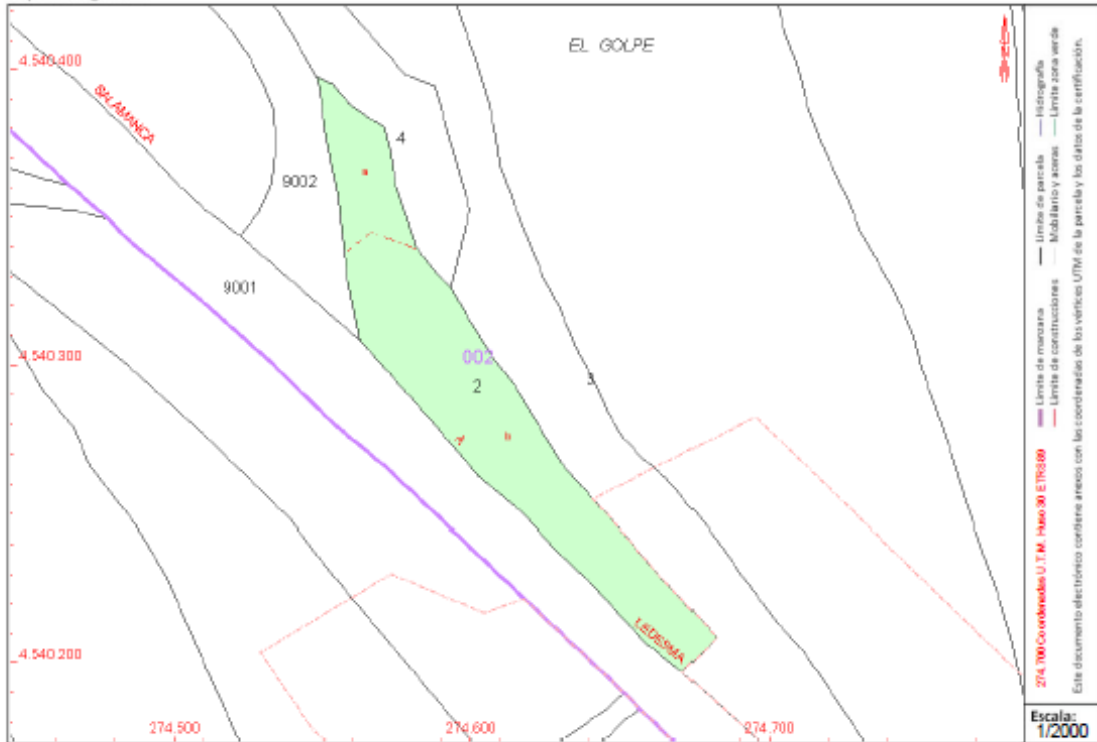 EL GOLPE
4.540.400
SALAMANCA
4
a
9002
9001
4.540.300
002
2
3
A
b
LEDESMA
4.540.200
274.500
274.600
274.700
274.700 Coordenadas U.T.M. Huso 30 ETRS89
Límite de manzana
Límite de parcela
Hidrografía
Límite de construcciones
Mobiliario y aceras
Límite zona verde
Este documento electrónico contiene anexos con las coordenadas de los vértices UTM de la parcela y los datos de la certificación.
Escala:
1/2000